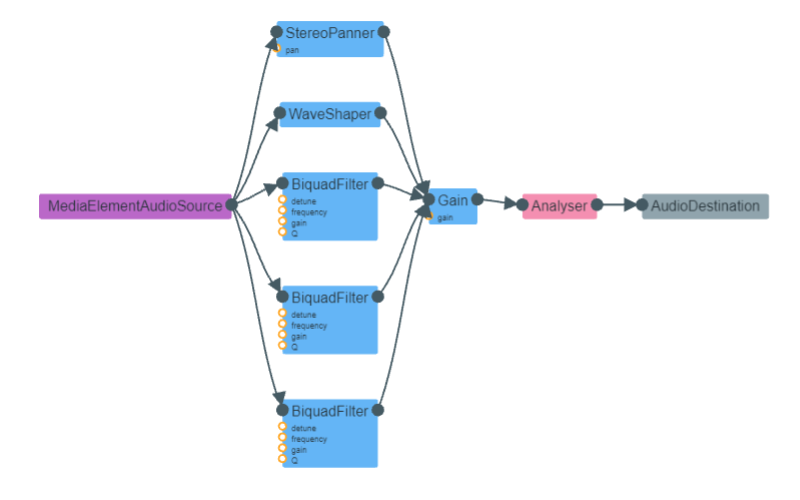 StereoPanner
pan
WaveShaper
BiquadFilter
detune
frequency
gain
Q
MediaElementAudioSource
Gain
gain
Analyser
AudioDestination
BiquadFilter
detune
frequency
gain
Q
BiquadFilter
detune
frequency
gain
Q